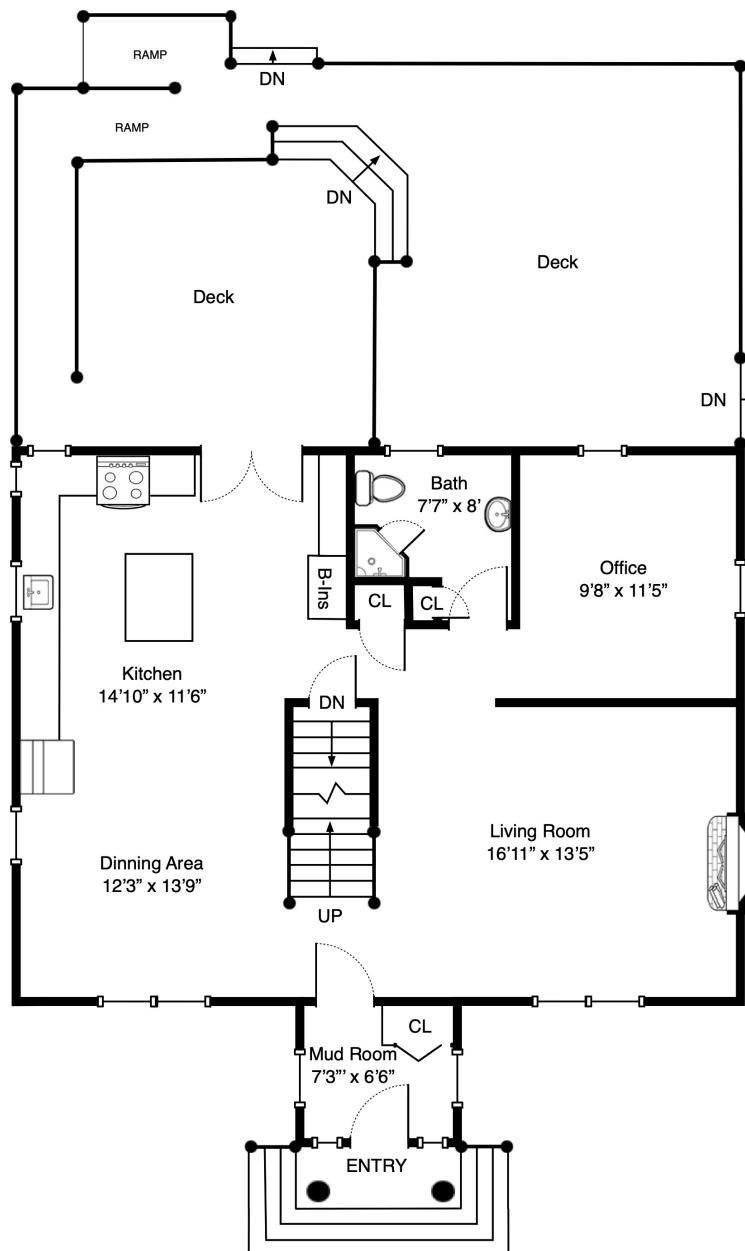 RAMP
DN
RAMP
DN
Deck
Deck
DN
Bath
7’7” x 8’
Office
9’8” x 11’5”
B-Ins
CL
CL
Kitchen
14’10” x 11’6”
DN
Living Room
16’11” x 13’5”
Dinning Area
12’3” x 13’9”
UP
CL
Mud Room
7’3”’ x 6’6”
ENTRY